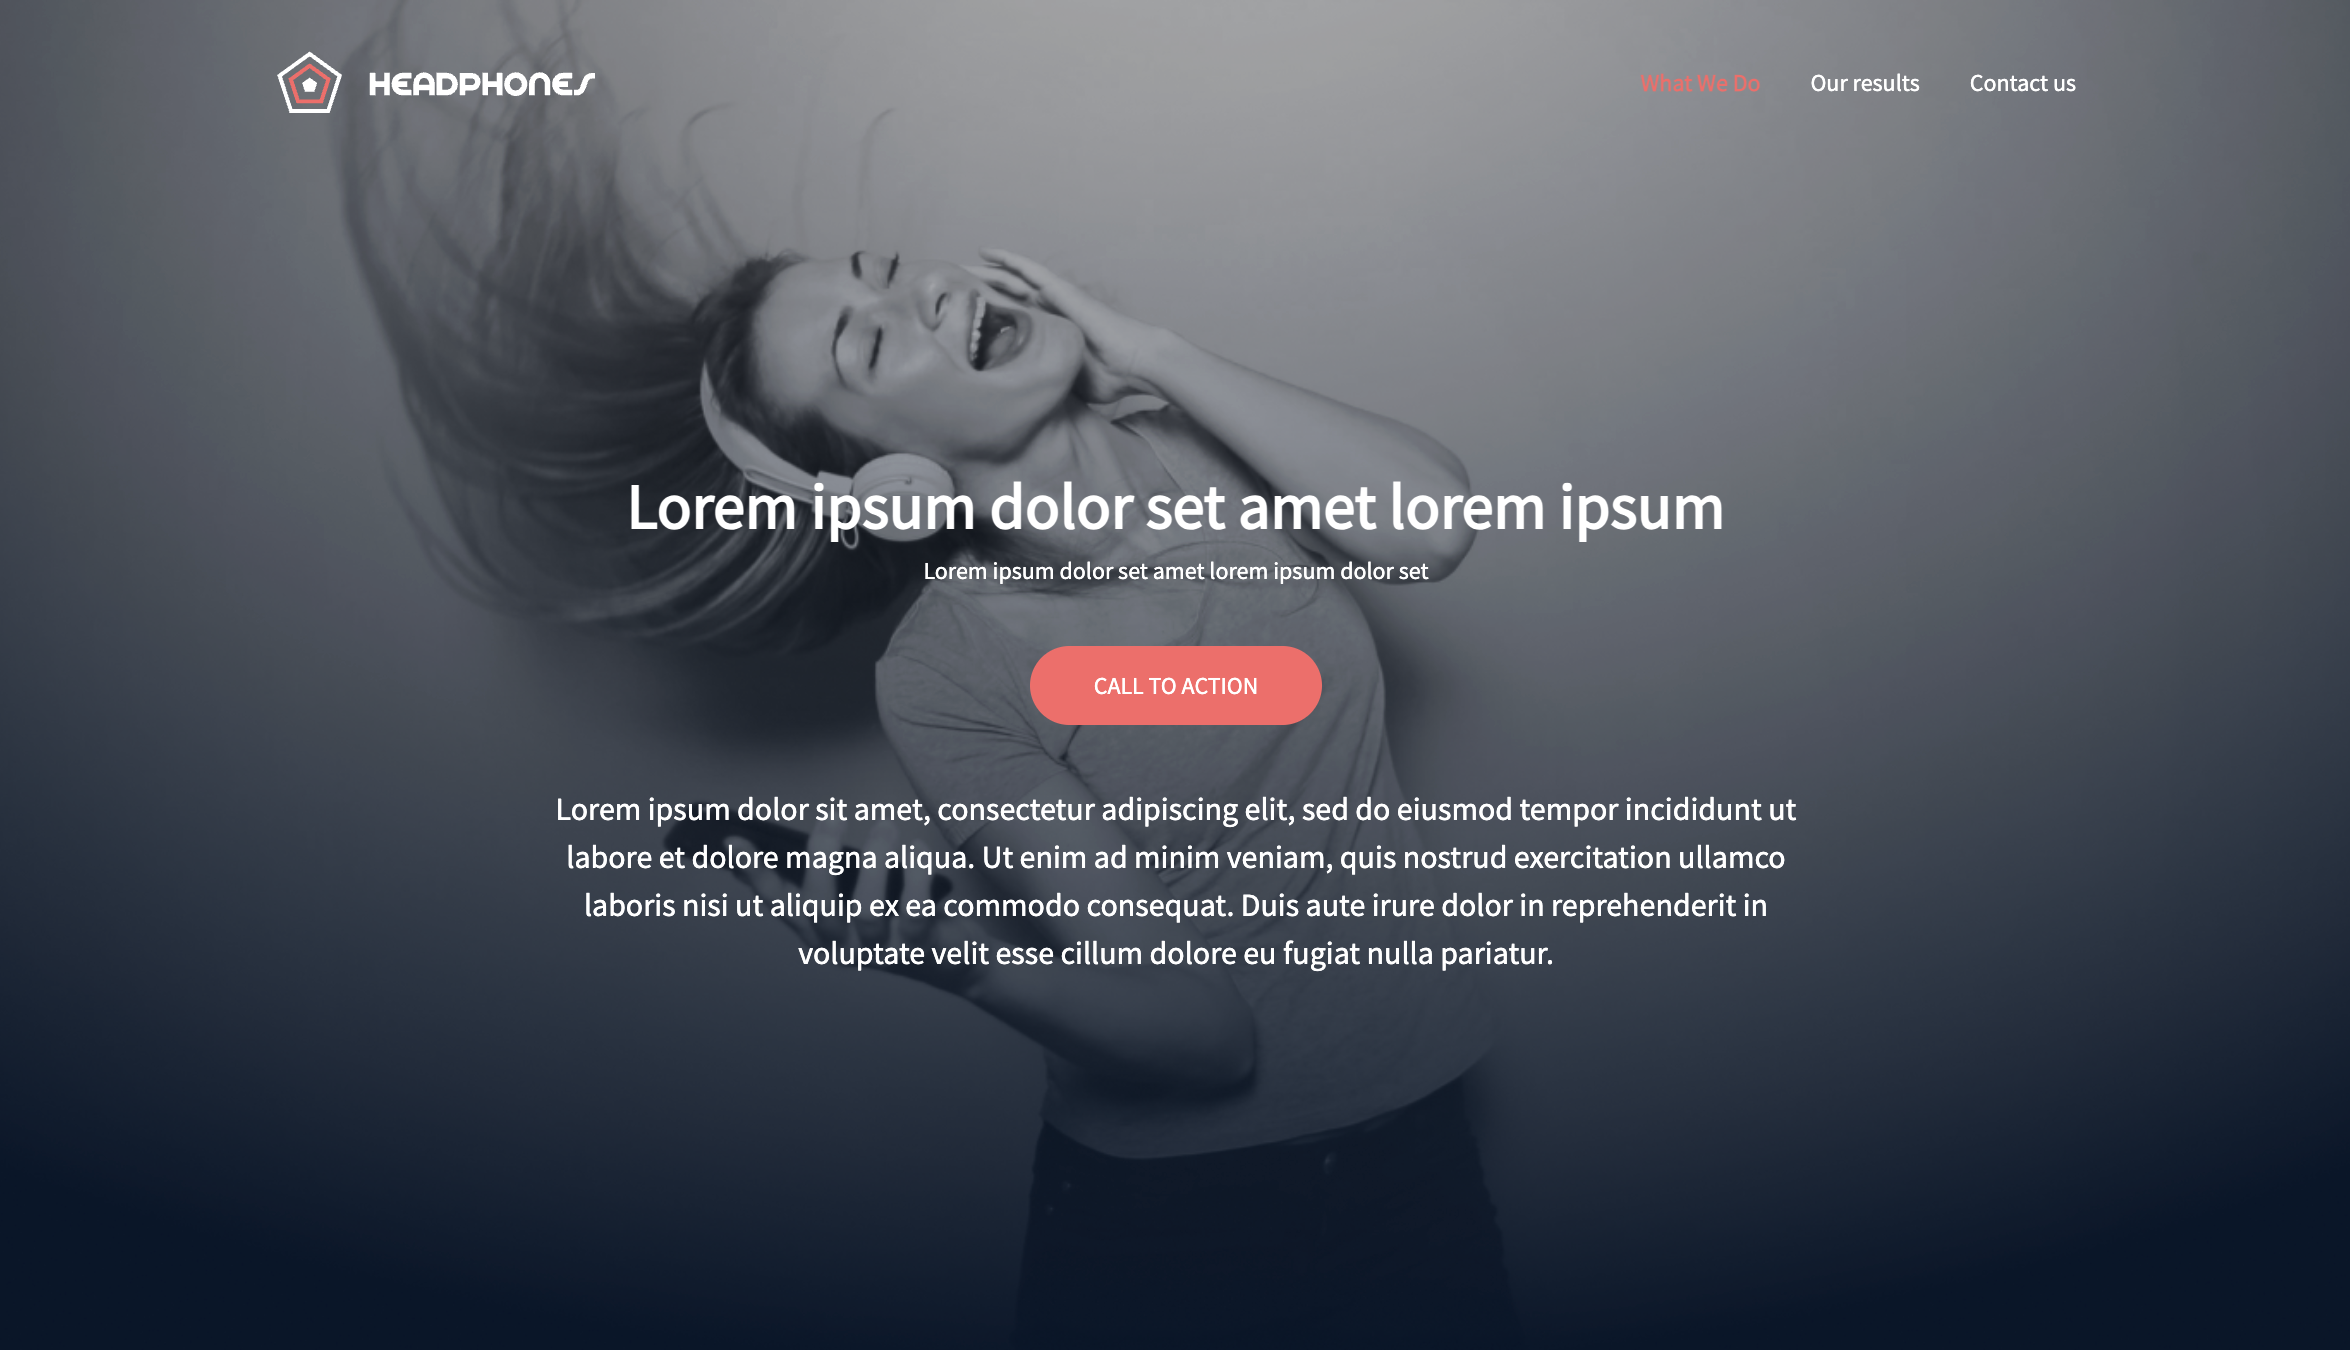 HEADPHONES
What We Do
Our results
Contact us
Lorem ipsum dolor set amet lorem ipsum
Lorem ipsum dolor set amet lorem ipsum dolor set
CALL TO ACTION
Lorem ipsum dolor sit amet, consectetur adipiscing elit, sed do eiusmod tempor incididunt ut
labore et dolore magna aliqua. Ut enim ad minim veniam, quis nostrud exercitation ullamco
laboris nisi ut aliquip ex ea commodo consequat. Duis aute irure dolor in reprehenderit in
voluptate velit esse cillum dolore eu fugiat nulla pariatur.